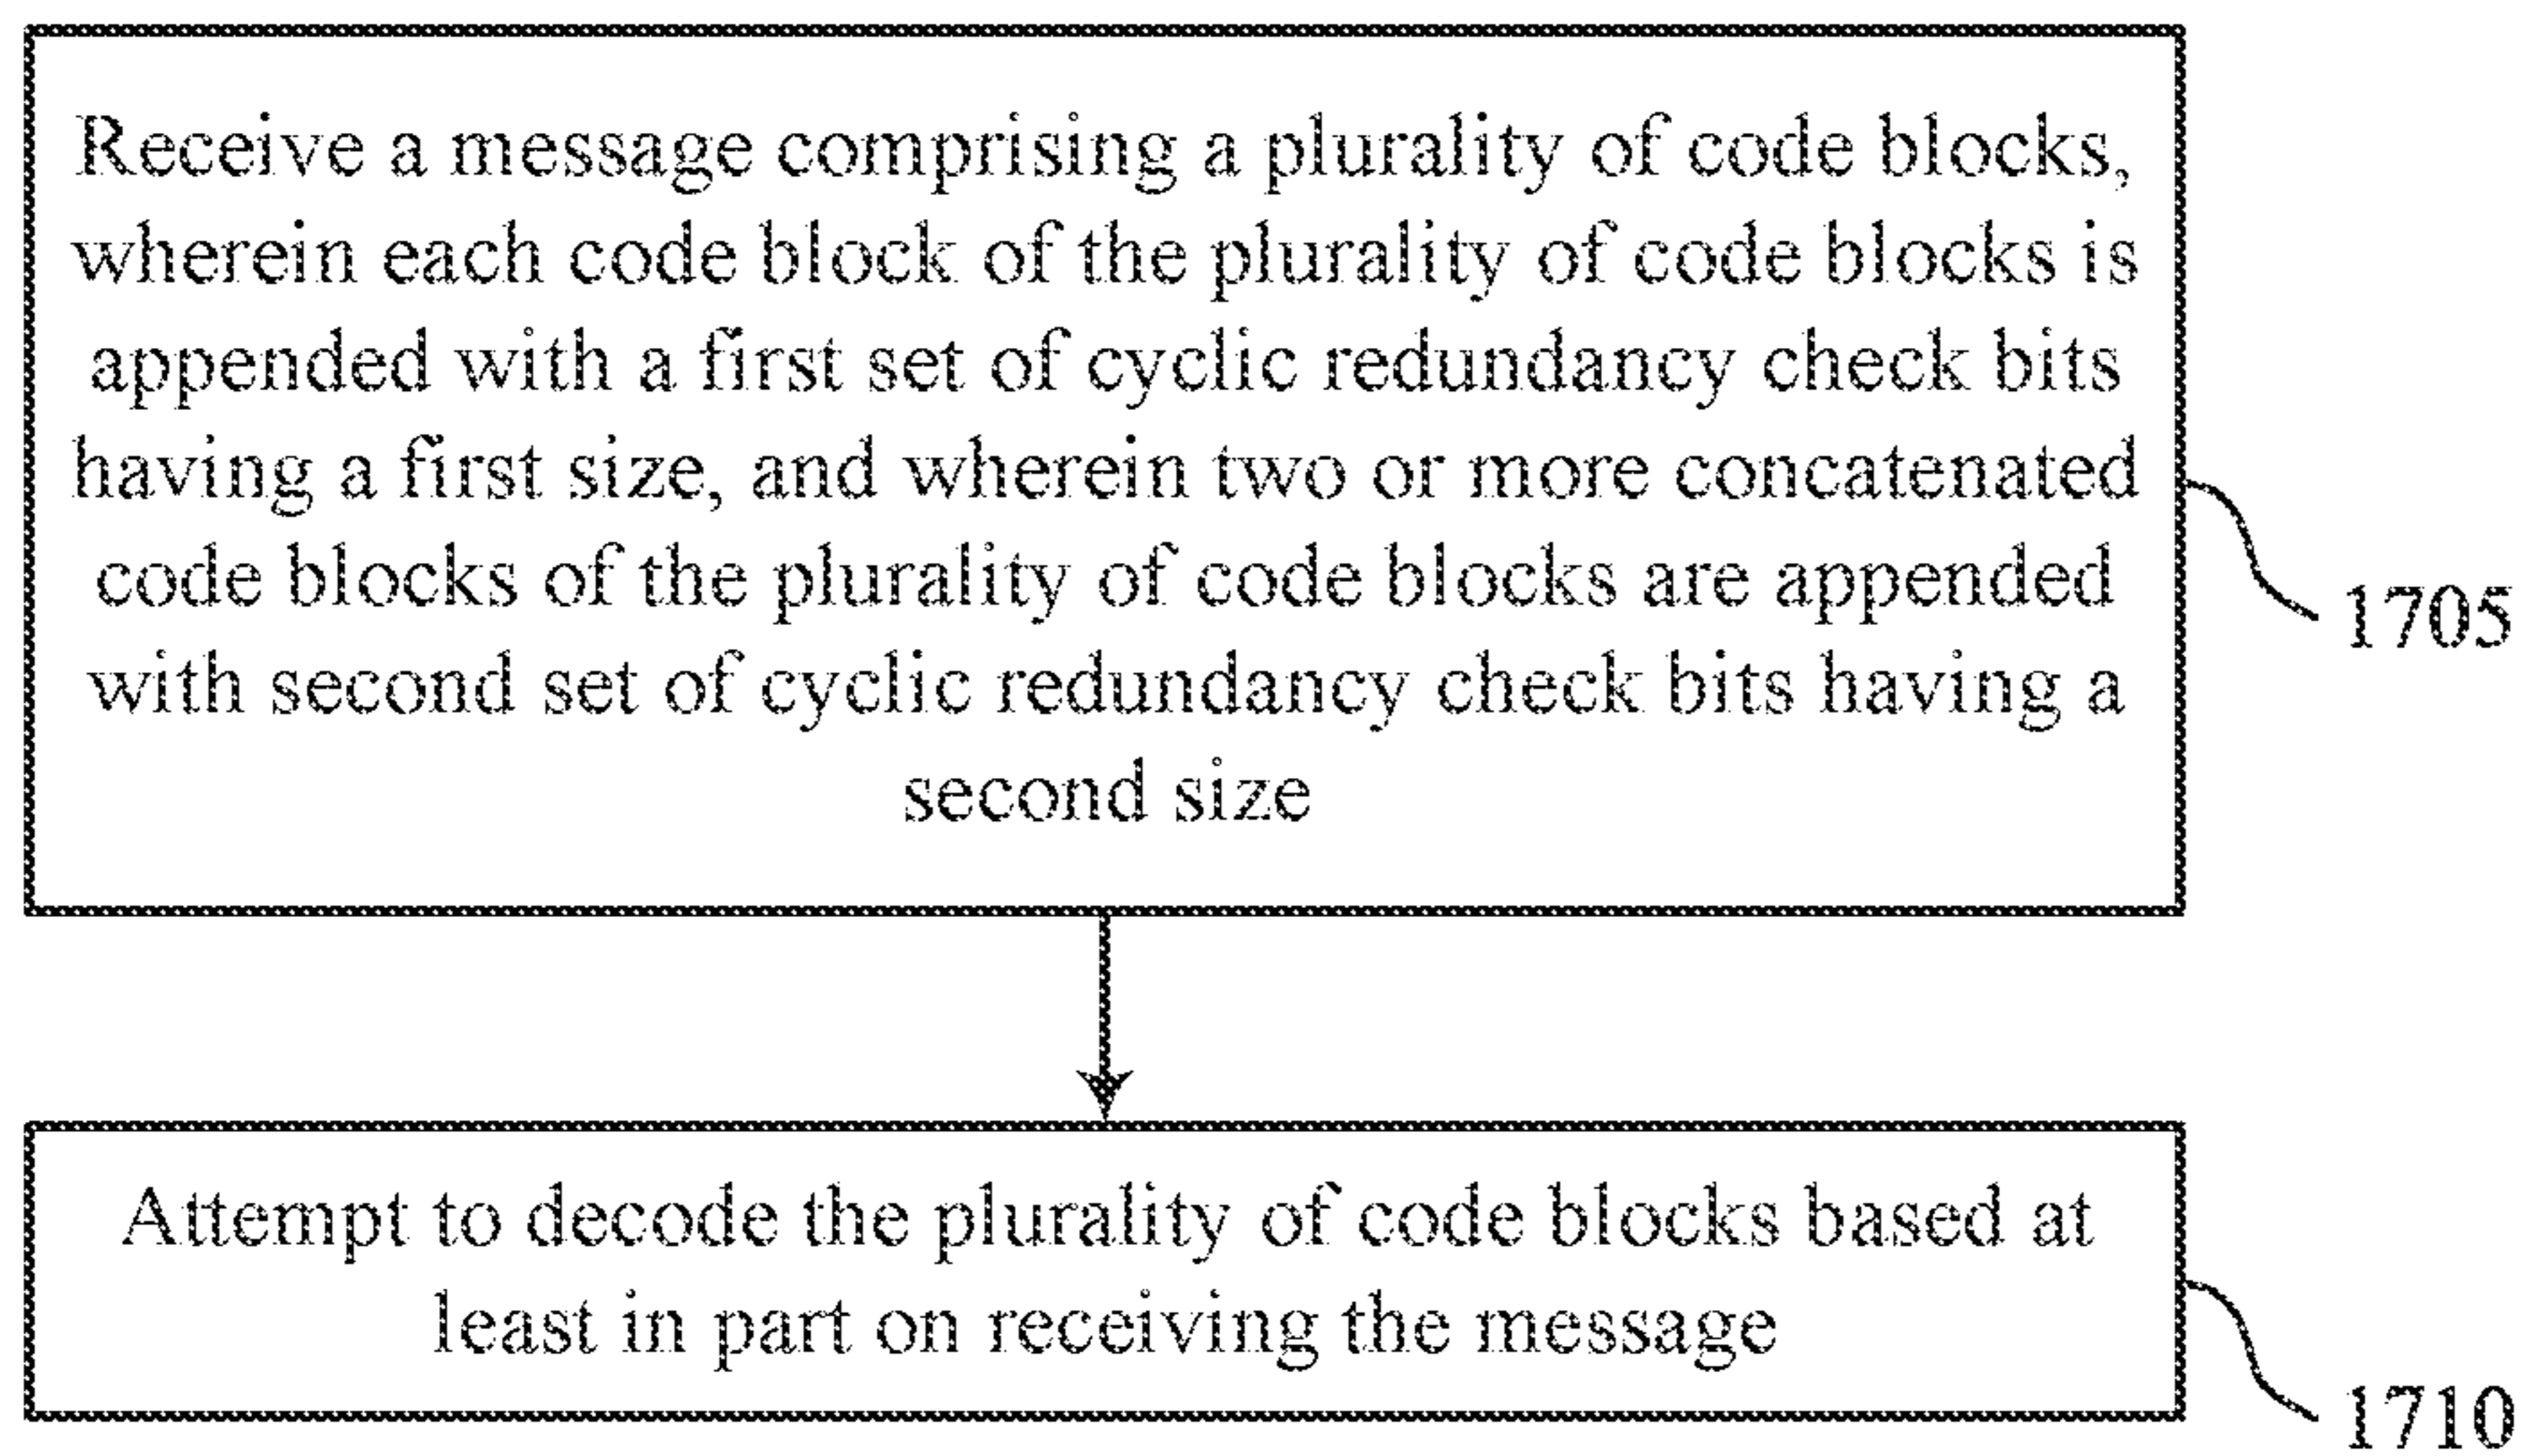 Receive a message comprising a plurality of code blocks,
wherein each code block of the plurality of code blocks is
appended with a first set of cyclic redundancy check bits
having a first size, and wherein two or more concatenated
code blocks of the plurality of code blocks are appended
with second set of cyclic redundancy check bits having a
second size
1705
Attempt to decode the plurality of code blocks based at
least in part on receiving the message
1710